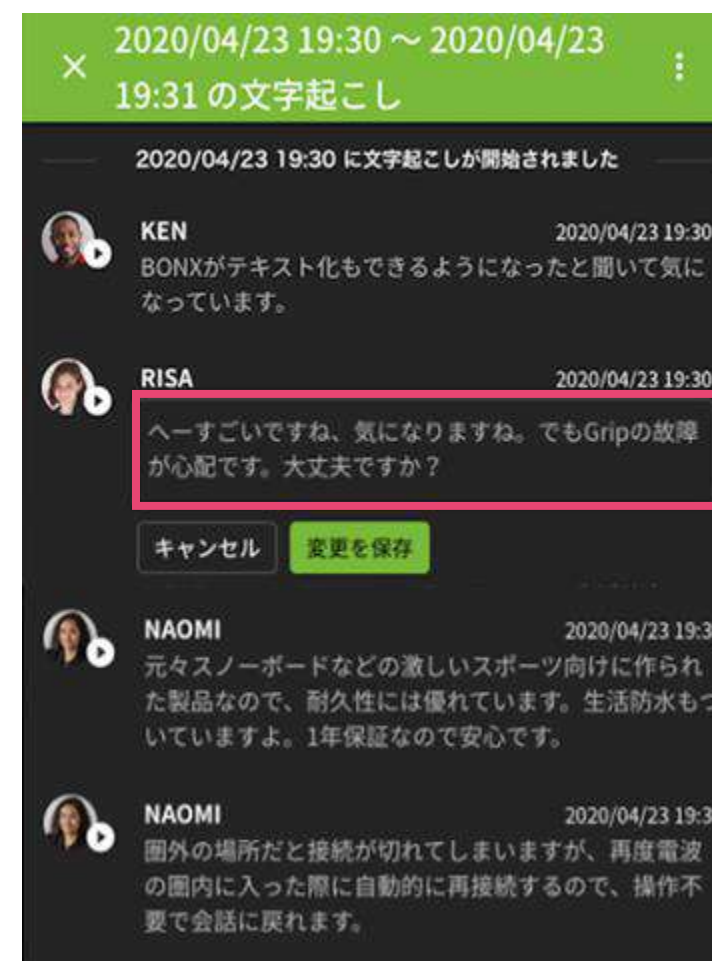 2020/04/23 19:30 ～ 2020/04/23
19:31 の文字起こし
2020/04/23 19:30 に文字起こしが開始されました
KEN 2020/04/23 19:30
BONXがテキスト化もできるようになったと聞いて気に
なっています。
RISA 2020/04/23 19:30
へーすごいですね、気になりますね。でもGripの故障
が心配です。大丈夫ですか？
キャンセル 変更を保存
NAOMI 2020/04/23 19:3
元々スノーボードなどの激しいスポーツ向けに作られ
た製品なので、耐久性には優れています。生活防水もつ
いていますよ。1年保証なので安心です。
NAOMI 2020/04/23 19:3
圏外の場所だと接続が切れてしまいますが、再度電波
の圏内に入った際に自動的に再接続するので、操作不
要で会話に戻れます。